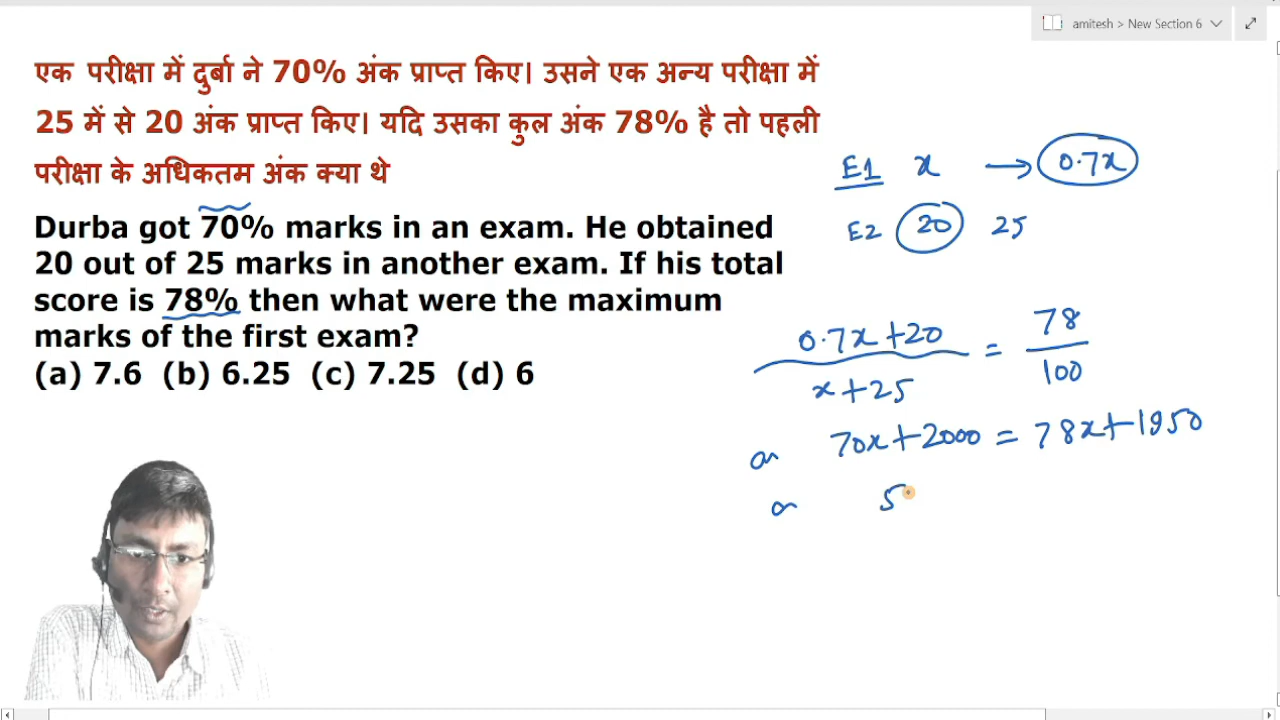 amitesh > New Section 6
एक परीक्षा में दुर्बा ने 70% अंक प्राप्त किए। उसने एक अन्य परीक्षा में
25 में से 20 अंक प्राप्त किए। यदि उसका कुल अंक 78% है तो पहली
परीक्षा के अधिकतम अंक क्या थे
Durba got 70% marks in an exam. He obtained
20 out of 25 marks in another exam. If his total
score is 78% then what were the maximum
marks of the first exam?
(a) 7.6 (b) 6.25 (c) 7.25 (d) 6
E1 x → 0.7x
E2 20 25
0.7x+20 = 78
x+25 100
or 70x+2000 = 78x+1950
or 5